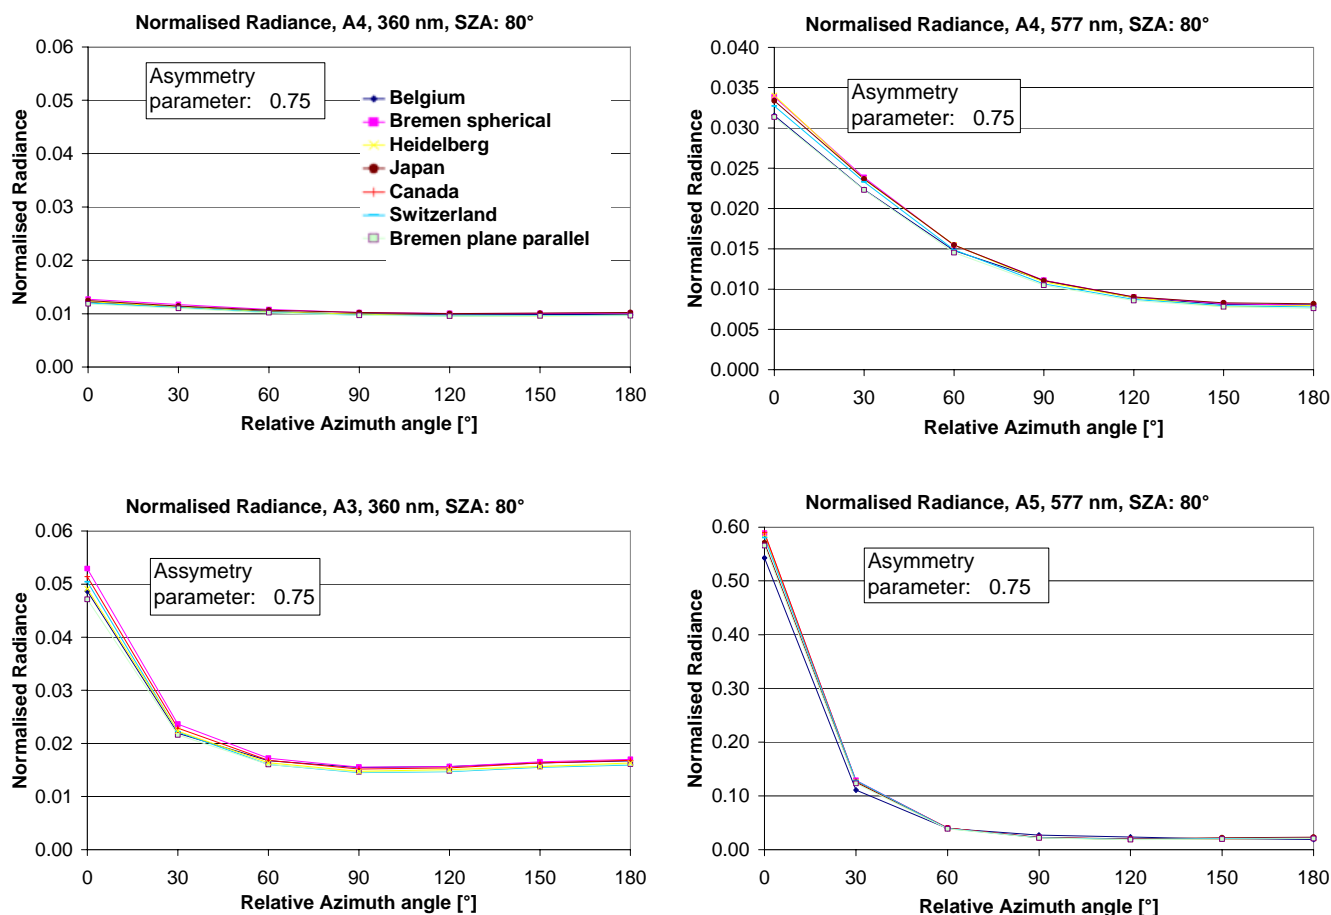 Normalised Radiance, A4, 360 nm, SZA: 80°
0.06
0.05
0.04
0.03
0.02
0.01
0.00
Normalised Radiance
Asymmetry
parameter: 0.75
Belgium
Bremen spherical
Heidelberg
Japan
Canada
Switzerland
Bremen plane parallel
0 30 60 90 120 150 180
Relative Azimuth angle [°]
Normalised Radiance, A4, 577 nm, SZA: 80°
0.040
0.035
0.030
0.025
0.020
0.015
0.010
0.005
0.000
Normalised Radiance
Asymmetry
parameter: 0.75
0 30 60 90 120 150 180
Relative Azimuth angle [°]
Normalised Radiance, A3, 360 nm, SZA: 80°
0.06
0.05
0.04
0.03
0.02
0.01
0.00
Normalised Radiance
Assymetry
parameter: 0.75
0 30 60 90 120 150 180
Relative Azimuth angle [°]
Normalised Radiance, A5, 577 nm, SZA: 80°
0.60
0.50
0.40
0.30
0.20
0.10
0.00
Normalised Radiance
Asymmetry
parameter: 0.75
0 30 60 90 120 150 180
Relative Azimuth angle [°]